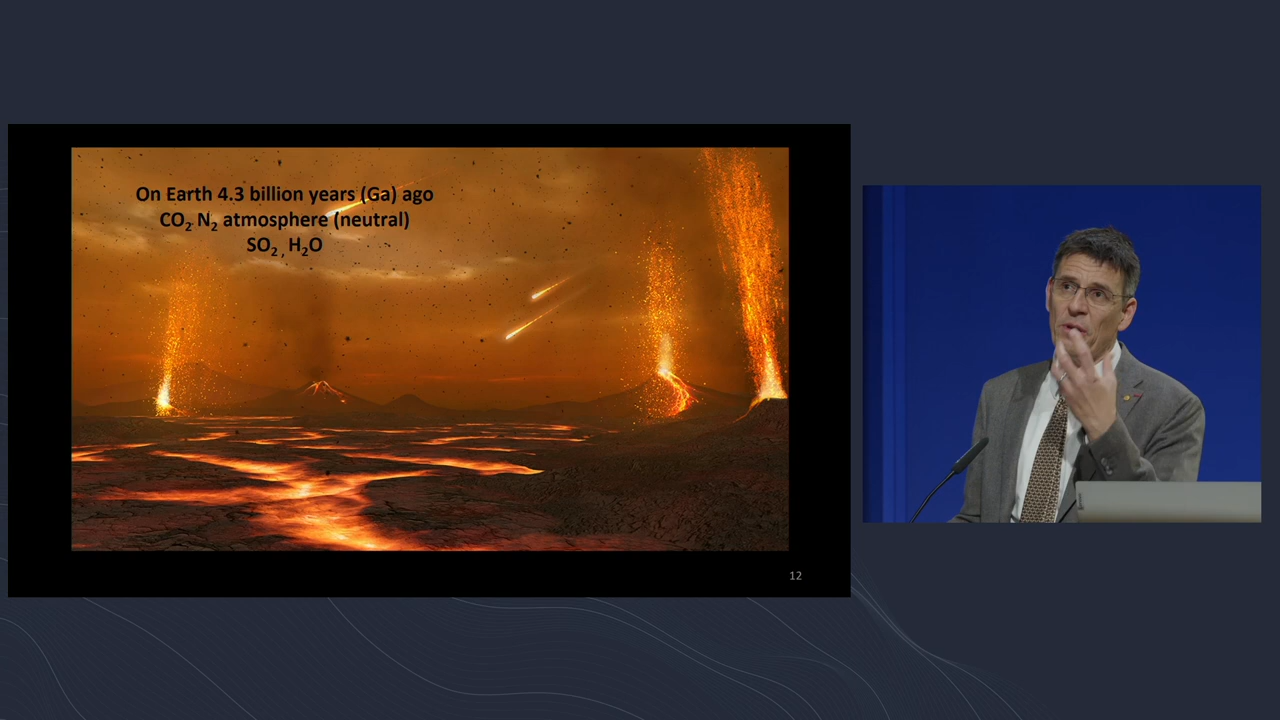 On Earth 4.3 billion years (Ga) ago
CO₂, N₂ atmosphere (neutral)
SO₂, H₂O
12